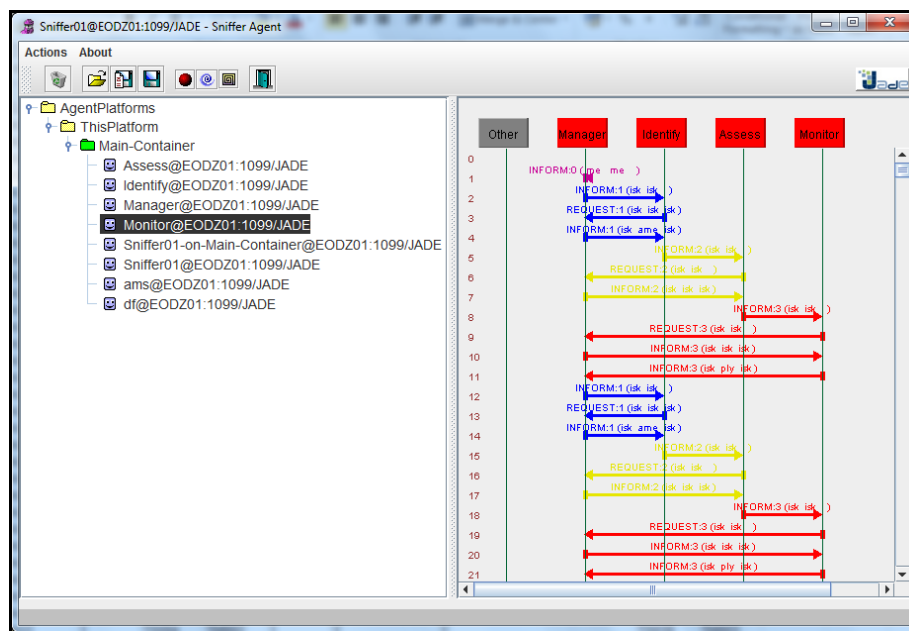 Sniffer01@EODZ01:1099/JADE - Sniffer Agent
Actions About
Jade
AgentPlatforms
ThisPlatform
Main-Container
Assess@EODZ01:1099/JADE
Identify@EODZ01:1099/JADE
Manager@EODZ01:1099/JADE
Monitor@EODZ01:1099/JADE
Sniffer01-on-Main-Container@EODZ01:1099/JADE
Sniffer01@EODZ01:1099/JADE
ams@EODZ01:1099/JADE
df@EODZ01:1099/JADE
Other Manager Identify Assess Monitor
0
INFORM:0 (me me )
1
INFORM:1 (isk isk )
2
REQUEST:1 (isk isk isk)
3
INFORM:1 (isk ame isk)
4
INFORM:2 (isk isk )
5
REQUEST:2 (isk isk )
6
INFORM:2 (isk isk isk)
7
INFORM:3 (isk isk )
8
REQUEST:3 (isk isk )
9
INFORM:3 (isk isk isk)
10
INFORM:3 (isk ply isk)
11
INFORM:1 (isk isk )
12
REQUEST:1 (isk isk isk)
13
INFORM:1 (isk ame isk)
14
INFORM:2 (isk isk )
15
REQUEST:2 (isk isk )
16
INFORM:2 (isk isk isk)
17
INFORM:3 (isk isk )
18
REQUEST:3 (isk isk )
19
INFORM:3 (isk isk isk)
20
INFORM:3 (isk ply isk)
21